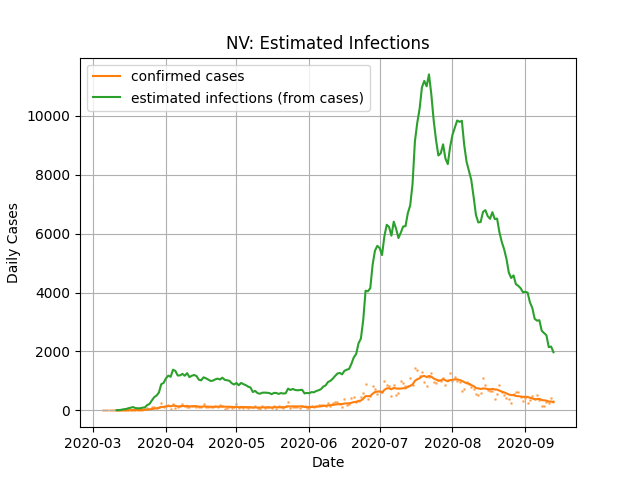 NV: Estimated Infections
confirmed cases
estimated infections (from cases)
10000
8000
6000
4000
2000
0
Daily Cases
2020-03 2020-04 2020-05 2020-06 2020-07 2020-08 2020-09
Date